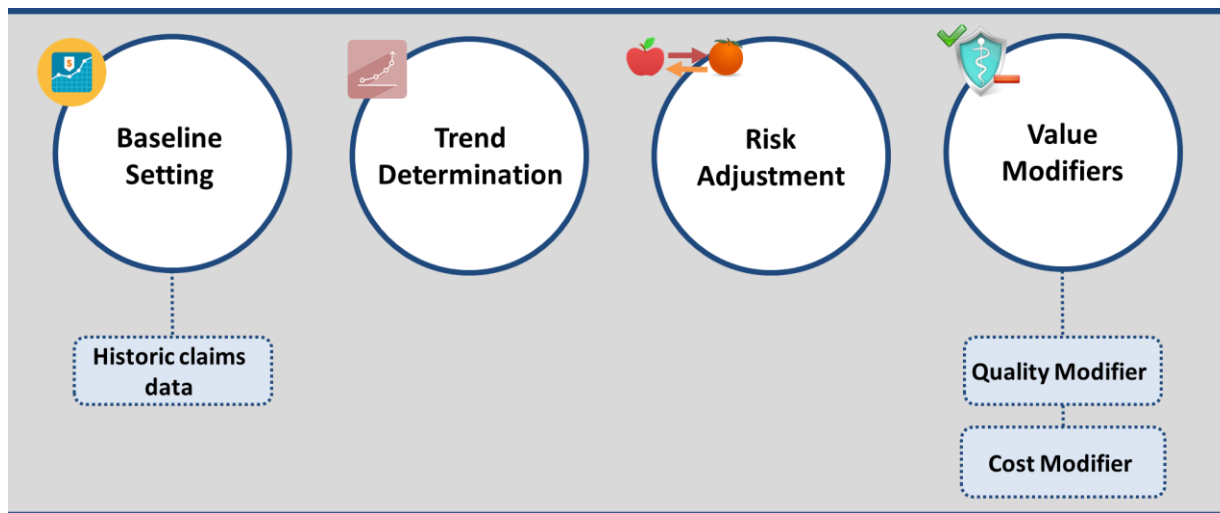 $
Baseline
Setting
Trend
Determination
Risk
Adjustment
Value
Modifiers
Historic claims
data
Quality Modifier
Cost Modifier